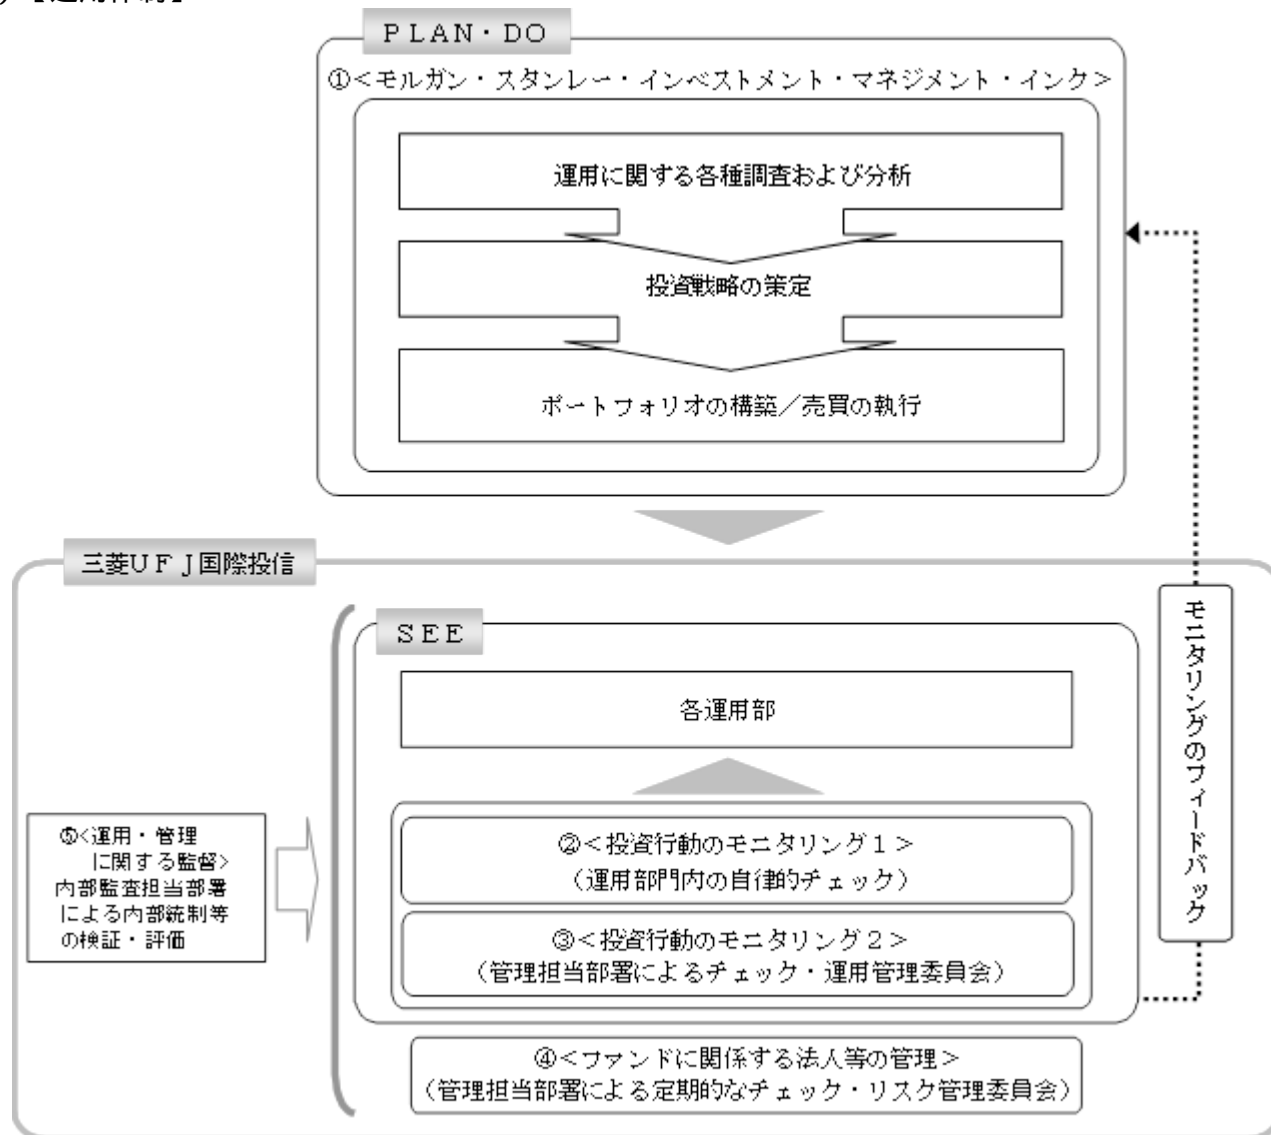 ＰＬＡＮ・ＤＯ
①＜モルガン・スタンレー・インベストメント・マネジメント・インク＞
運用に関する各種調査および分析
投資戦略の策定
ポートフォリオの構築／売買の執行
三菱ＵＦＪ国際投信
ＳＥＥ
各運用部
②＜投資行動のモニタリング１＞
（運用部門内の自律的チェック）
③＜投資行動のモニタリング２＞
（管理担当部署によるチェック・運用管理委員会）
④＜ファンドに関係する法人等の管理＞
（管理担当部署による定期的なチェック・リスク管理委員会）
⑤＜運用・管理
に関する監督＞
内部監査担当部署
による内部統制等
の検証・評価
モニタリングのフィードバック